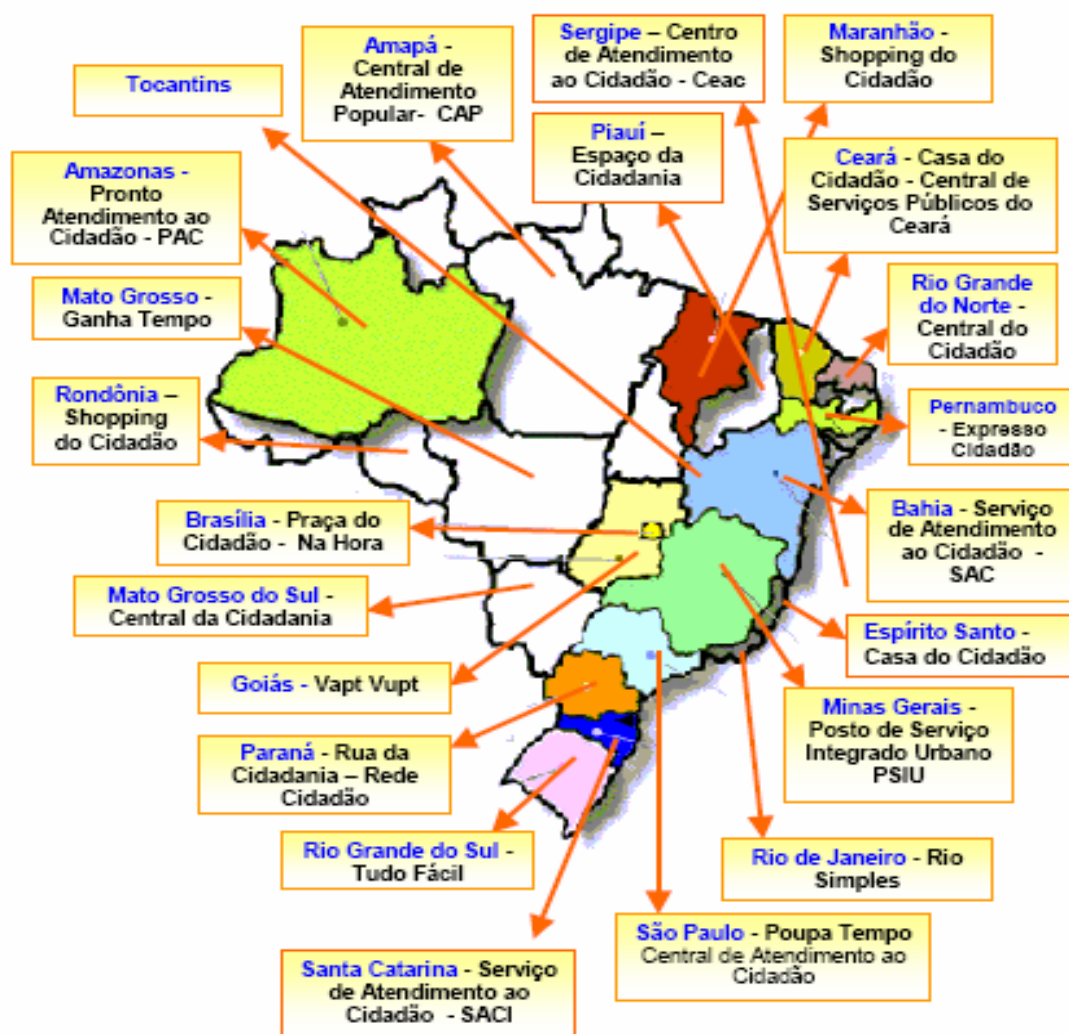 Tocantins
Amapá -
Central de
Atendimento
Popular- CAP
Sergipe – Centro
de Atendimento
ao Cidadão - Ceac
Maranhão -
Shopping do
Cidadão
Piauí –
Espaço da
Cidadania
Ceará - Casa do
Cidadão - Central de
Serviços Públicos do
Ceará
Amazonas -
Pronto
Atendimento ao
Cidadão - PAC
Mato Grosso -
Ganha Tempo
Rio Grande
do Norte -
Central do
Cidadão
Rondônia –
Shopping
do Cidadão
Pernambuco
- Expresso
Cidadão
Brasília - Praça do
Cidadão - Na Hora
Bahia - Serviço
de Atendimento
ao Cidadão -
SAC
Mato Grosso do Sul -
Central da Cidadania
Espírito Santo -
Casa do Cidadão
Goiás - Vapt Vupt
Minas Gerais -
Posto de Serviço
Integrado Urbano
PSIU
Paraná - Rua da
Cidadania – Rede
Cidadão
Rio Grande do Sul -
Tudo Fácil
Rio de Janeiro - Rio
Simples
São Paulo - Poupa Tempo
Central de Atendimento ao
Cidadão
Santa Catarina - Serviço
de Atendimento ao
Cidadão - SACI